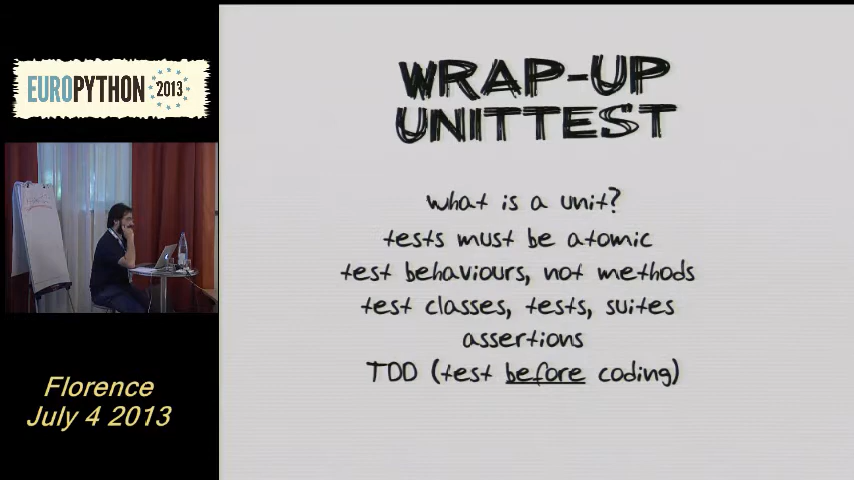 EUROPYTHON 2013
Florence
July 4 2013
WRAP-UP
UNITTEST
what is a unit?
tests must be atomic
test behaviours, not methods
test classes, tests, suites
assertions
TDD (test before coding)